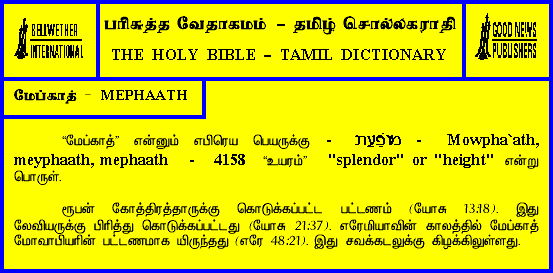 BELLWETHER
INTERNATIONAL
பரிசுத்த வேதாகமம் – தமிழ் சொல்லகராதி
THE HOLY BIBLE – TAMIL DICTIONARY
GOOD NEWS
PUBLISHERS
மேப்காத் - MEPHAATH
“மேப்காத்” என்னும் எபிரெய பெயருக்கு - מופעת - Mowpha`ath,
meyphaath, mephaath - 4158 “உயரம்” "splendor" or "height" என்று
பொருள்.
ரூபன் கோத்திரத்தாருக்கு கொடுக்கப்பட்ட பட்டணம் (யோசு 13:18). இது
லேவியருக்கு பிரித்து கொடுக்கப்பட்டது (யோசு 21:37). எரேமியாவின் காலத்தில் மேப்காத்
மோவாபியரின் பட்டணமாக யிருந்தது (எரே 48:21). இது சவக்கடலுக்கு கிழக்கிலுள்ளது.